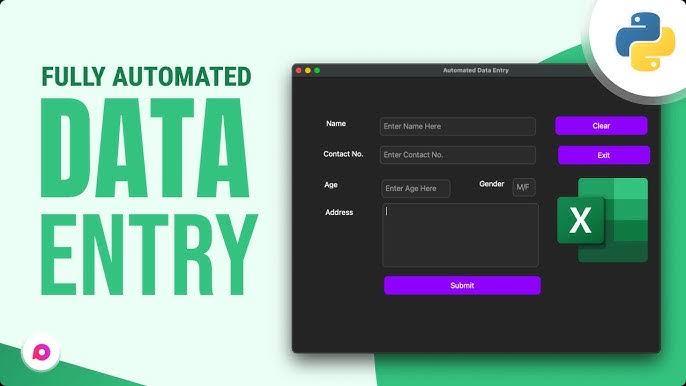 FULLY AUTOMATED
DATA
ENTRY
Automated Data Entry
Name
Enter Name Here
Clear
Contact No.
Enter Contact No.
Exit
Age
Enter Age Here
Gender
M/F
Address
X
Submit